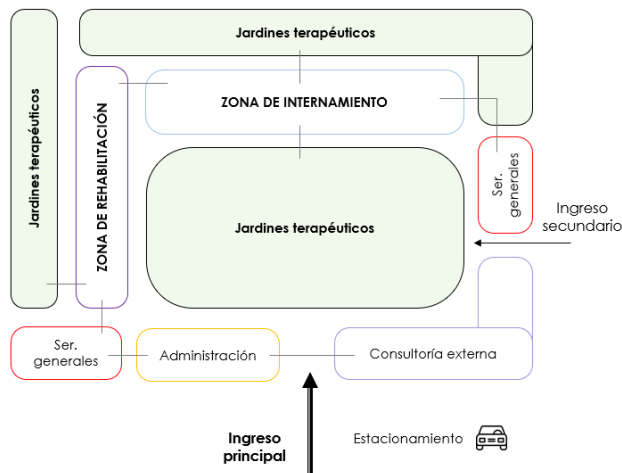 Jardines terapéuticos
Jardines terapéuticos
ZONA DE REHABILITACIÓN
ZONA DE INTERNAMIENTO
Ser.
generales
Jardines terapéuticos
Ingreso
secundario
Ser.
generales
Administración
Consultoría externa
Ingreso
principal
Estacionamiento